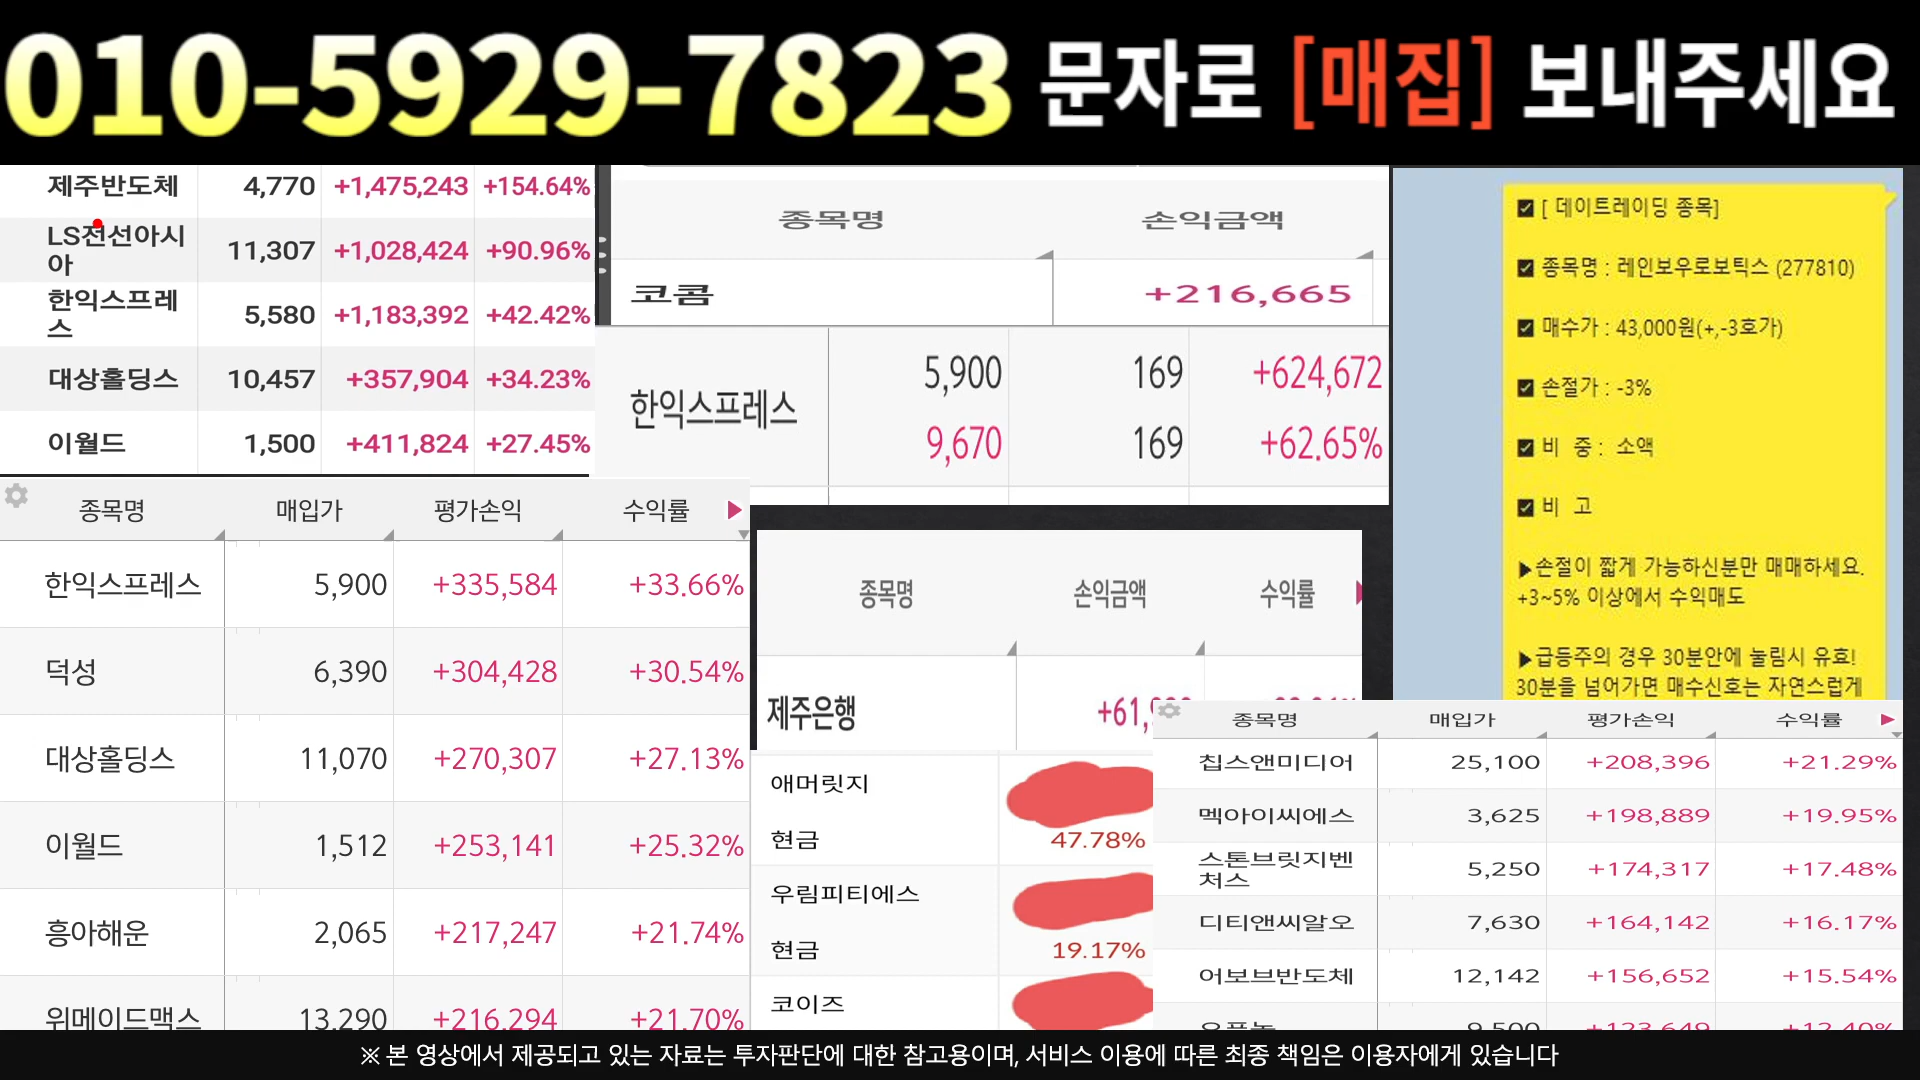 010-5929-7823 문자로 [매집] 보내주세요
제주반도체 4,770 +1,475,243 +154.64%
LS전선아시
아 11,307 +1,028,424 +90.96%
한익스프레
스 5,580 +1,183,392 +42.42%
대상홀딩스 10,457 +357,904 +34.23%
이월드 1,500 +411,824 +27.45%
종목명 손익금액
코콤 +216,665
한익스프레스 5,900 169 +624,672
9,670 169 +62.65%
☑ [ 데이트레이딩 종목]
☑ 종목명 : 레인보우로보틱스 (277810)
☑ 매수가 : 43,000원(+,-3호가)
☑ 손절가 : -3%
☑ 비 중 : 소액
☑ 비 고
▶손절이 짧게 가능하신분만 매매하세요.
+3~5% 이상에서 수익매도
▶급등주의 경우 30분안에 눌림시 유효!
30분을 넘어가면 매수신호는 자연스럽게
종목명 매입가 평가손익 수익률
한익스프레스 5,900 +335,584 +33.66%
덕성 6,390 +304,428 +30.54%
대상홀딩스 11,070 +270,307 +27.13%
이월드 1,512 +253,141 +25.32%
흥아해운 2,065 +217,247 +21.74%
위메이드맥스 13,290 +216,294 +21.70%
종목명 손익금액 수익률
제주은행 +61,
애머릿지
현금 47.78%
우림피티에스
현금 19.17%
코이즈
종목명 매입가 평가손익 수익률
칩스앤미디어 25,100 +208,396 +21.29%
멕아이씨에스 3,625 +198,889 +19.95%
스톤브릿지벤
처스 5,250 +174,317 +17.48%
디티앤씨알오 7,630 +164,142 +16.17%
어보브반도체 12,142 +156,652 +15.54%
9,500 +123,649 +12.40%
※ 본 영상에서 제공되고 있는 자료는 투자판단에 대한 참고용이며, 서비스 이용에 따른 최종 책임은 이용자에게 있습니다